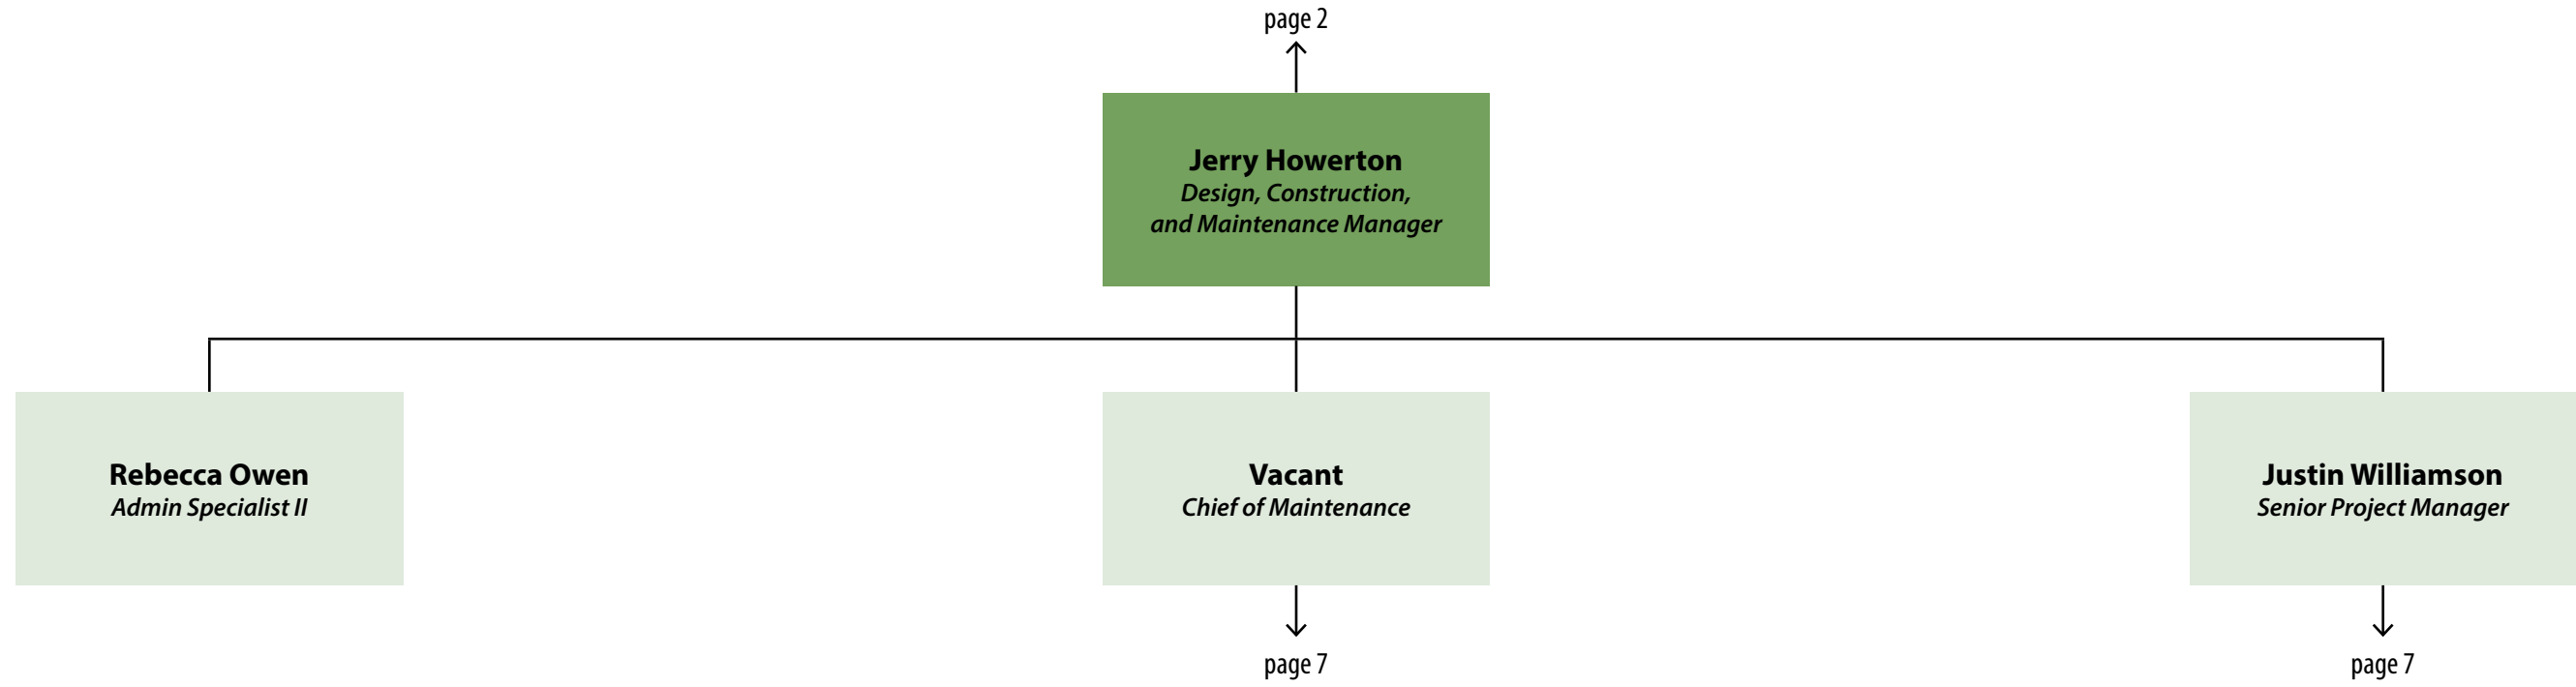 page 2
Jerry Howerton
Design, Construction,
and Maintenance Manager
Rebecca Owen
Admin Specialist II
Vacant
Chief of Maintenance
Justin Williamson
Senior Project Manager
page 7
page 7